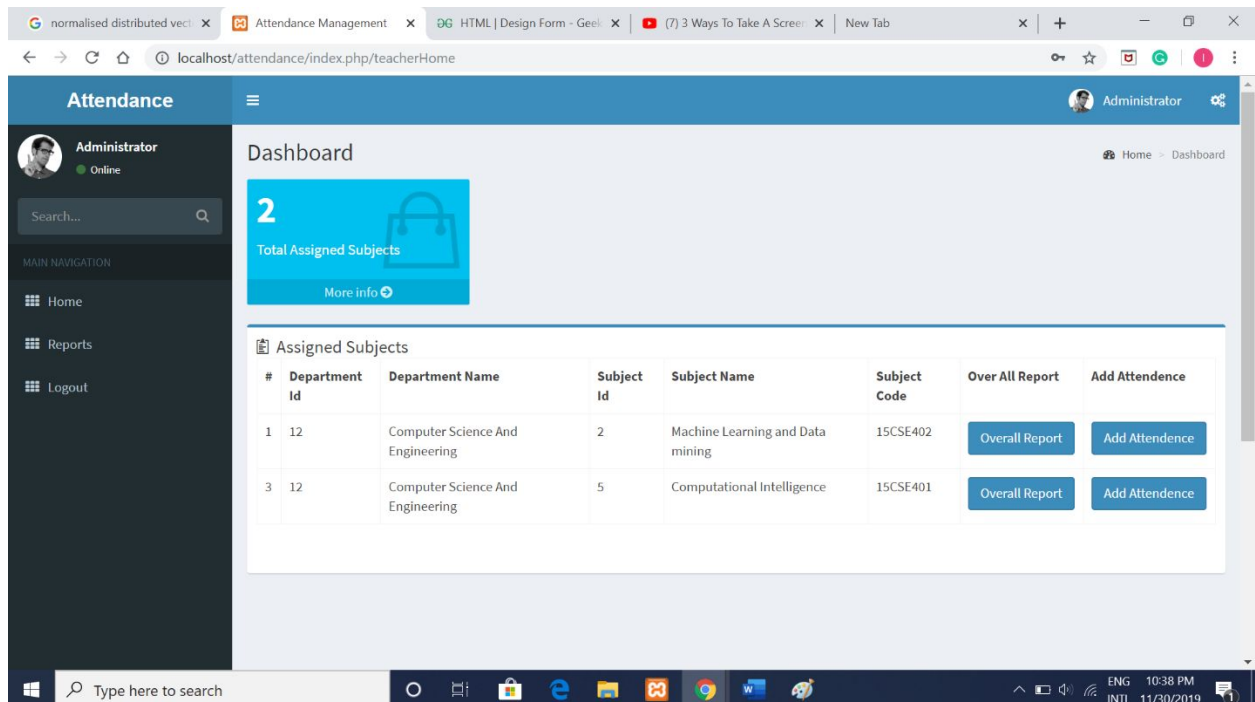 normalised distributed vect
Attendance Management
HTML | Design Form - Geek
(7) 3 Ways To Take A Screen
New Tab
localhost/attendance/index.php/teacherHome
Attendance
Administrator
Administrator
Online
Search...
MAIN NAVIGATION
Home
Reports
Logout
Dashboard
Home > Dashboard
2
Total Assigned Subjects
More info
Assigned Subjects
# Department Id Department Name Subject Id Subject Name Subject Code Over All Report Add Attendence
1 12 Computer Science And Engineering 2 Machine Learning and Data mining 15CSE402 Overall Report Add Attendence
3 12 Computer Science And Engineering 5 Computational Intelligence 15CSE401 Overall Report Add Attendence
Type here to search
ENG 10:38 PM
INTL 11/30/2019